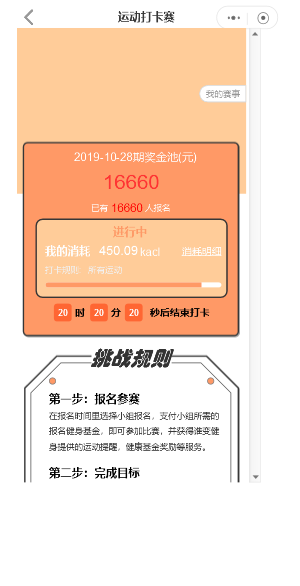 运动打卡赛
我的赛事
2019-10-28期奖金池(元)
16660
已有 16660 人报名
进行中
我的消耗 450.09 kacl 消耗明细
打卡规则 所有运动
20 时 20 分 20 秒后结束打卡
挑战规则
第一步：报名参赛
在报名时间里选择小组报名，支付小组所需的
报名健身基金，即可参加比赛，并获得谁变健
身提供的运动提醒，健康基金奖励等服务。
第二步：完成目标